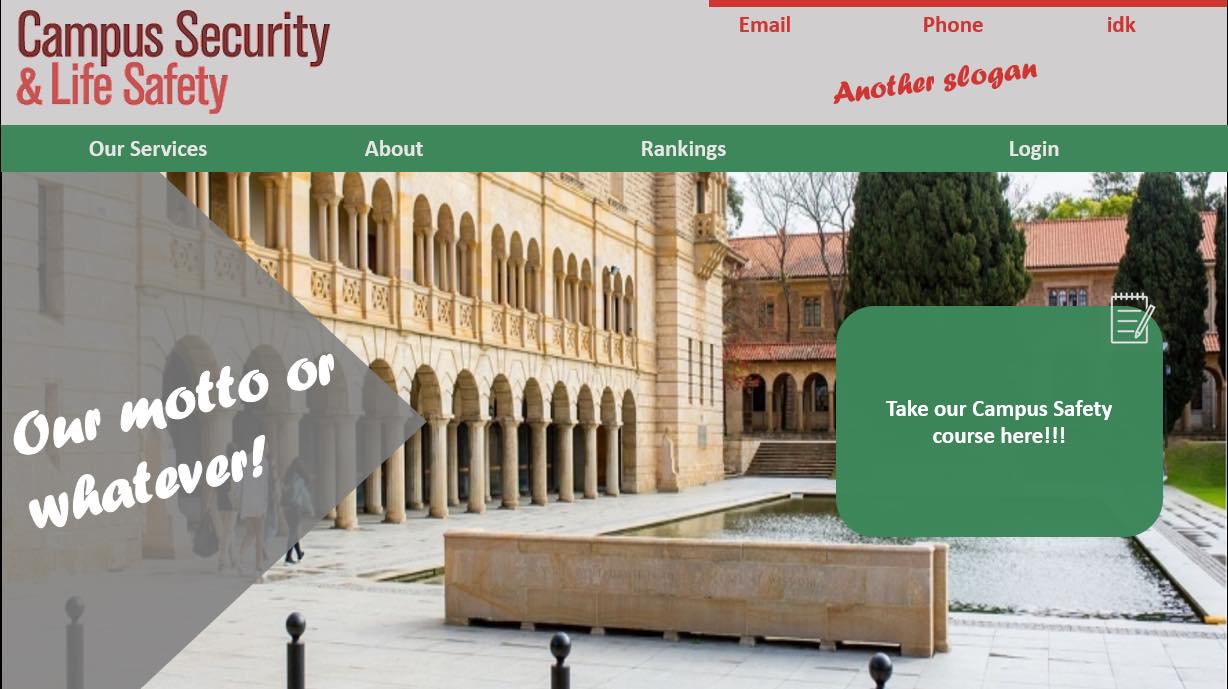 Campus Security
& Life Safety
Email Phone idk
Another slogan
Our Services About Rankings Login
Our motto or
whatever!
Take our Campus Safety
course here!!!